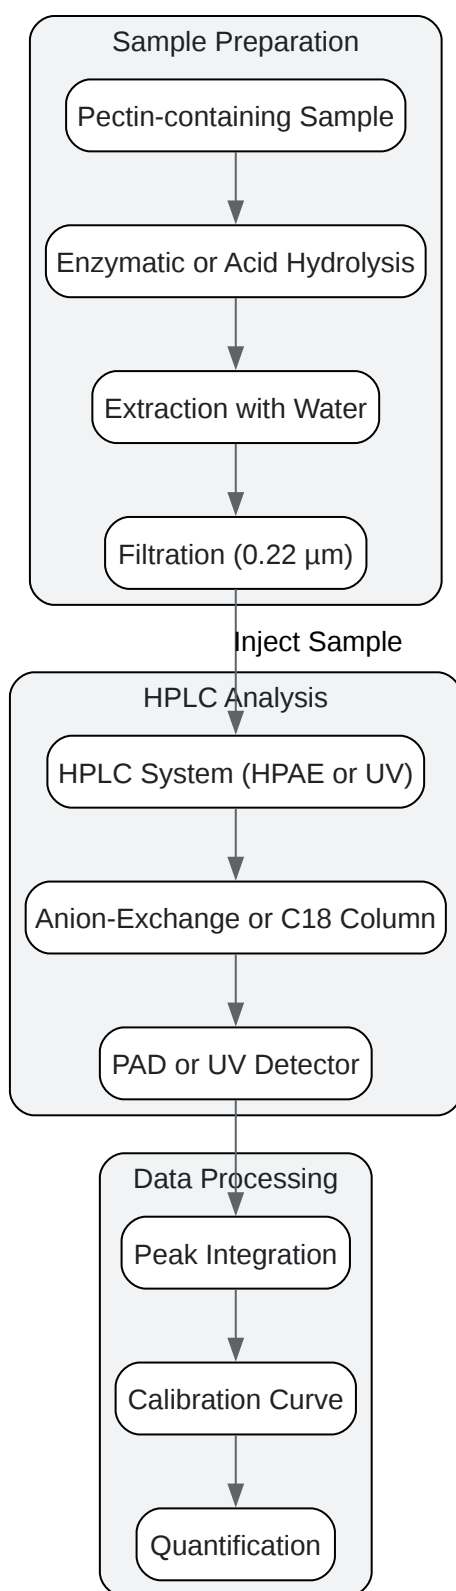 Sample Preparation
Pectin-containing Sample
Enzymatic or Acid Hydrolysis
Extraction with Water
Filtration (0.22 µm)
Inject Sample
HPLC Analysis
HPLC System (HPAE or UV)
Anion-Exchange or C18 Column
PAD or UV Detector
Data Processing
Peak Integration
Calibration Curve
Quantification